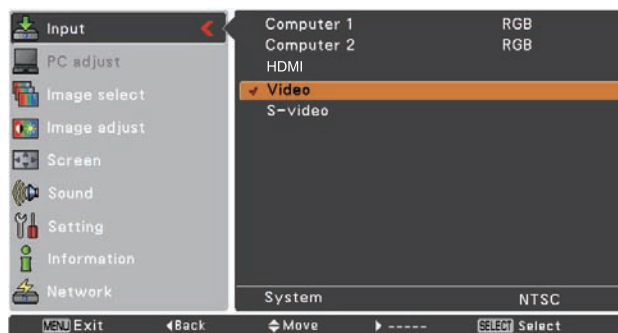 Input
PC adjust
Image select
Image adjust
Screen
Sound
Setting
Information
Network
Computer 1 RGB
Computer 2 RGB
HDMI
Video
S-video
System NTSC
MENU Exit Back Move ----- SELECT Select